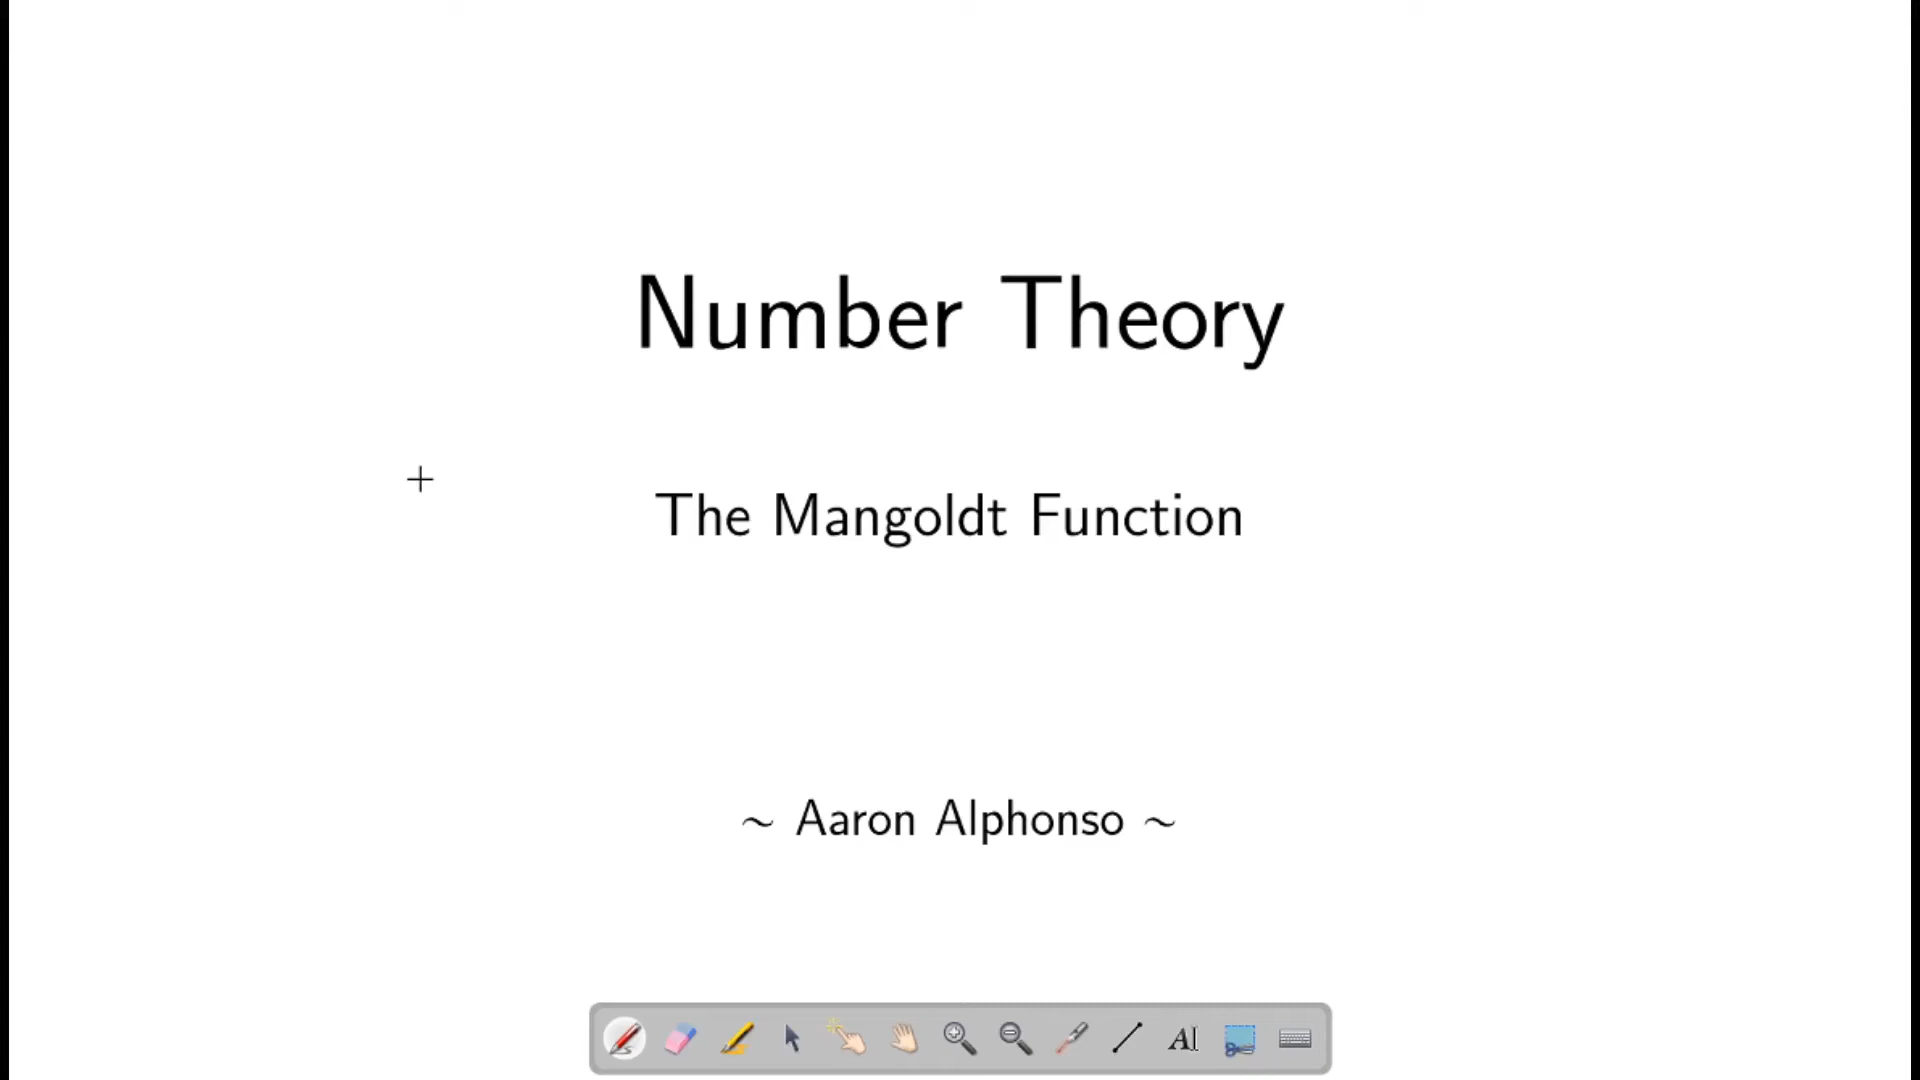 Number Theory
The Mangoldt Function
~ Aaron Alphonso ~